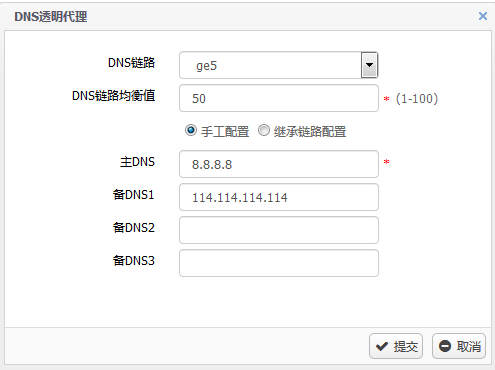 DNS透明代理
DNS链路 ge5
DNS链路均衡值 50 * (1-100)
手工配置 继承链路配置
主DNS 8.8.8.8 *
备DNS1 114.114.114.114
备DNS2
备DNS3
提交 取消